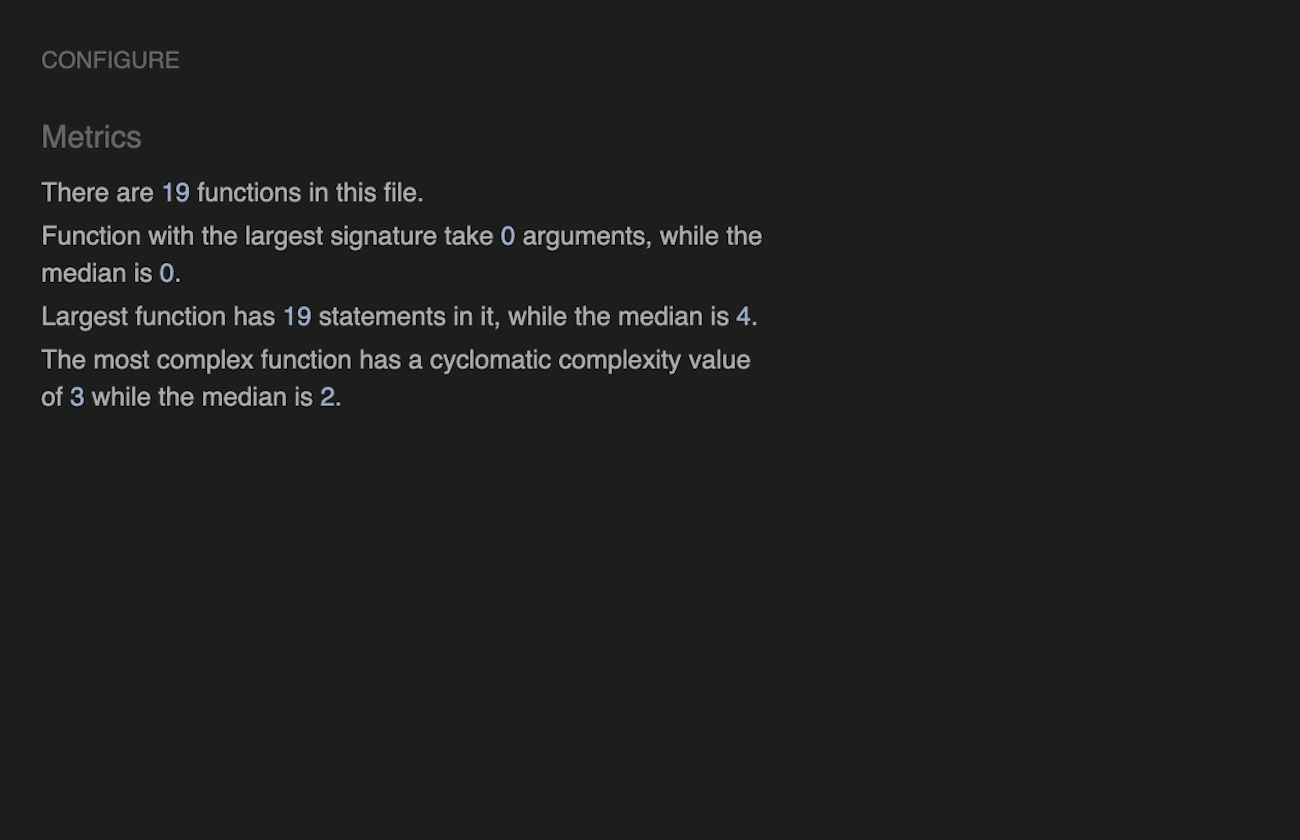 CONFIGURE
Metrics
There are 19 functions in this file.
Function with the largest signature take 0 arguments, while the
median is 0.
Largest function has 19 statements in it, while the median is 4.
The most complex function has a cyclomatic complexity value
of 3 while the median is 2.